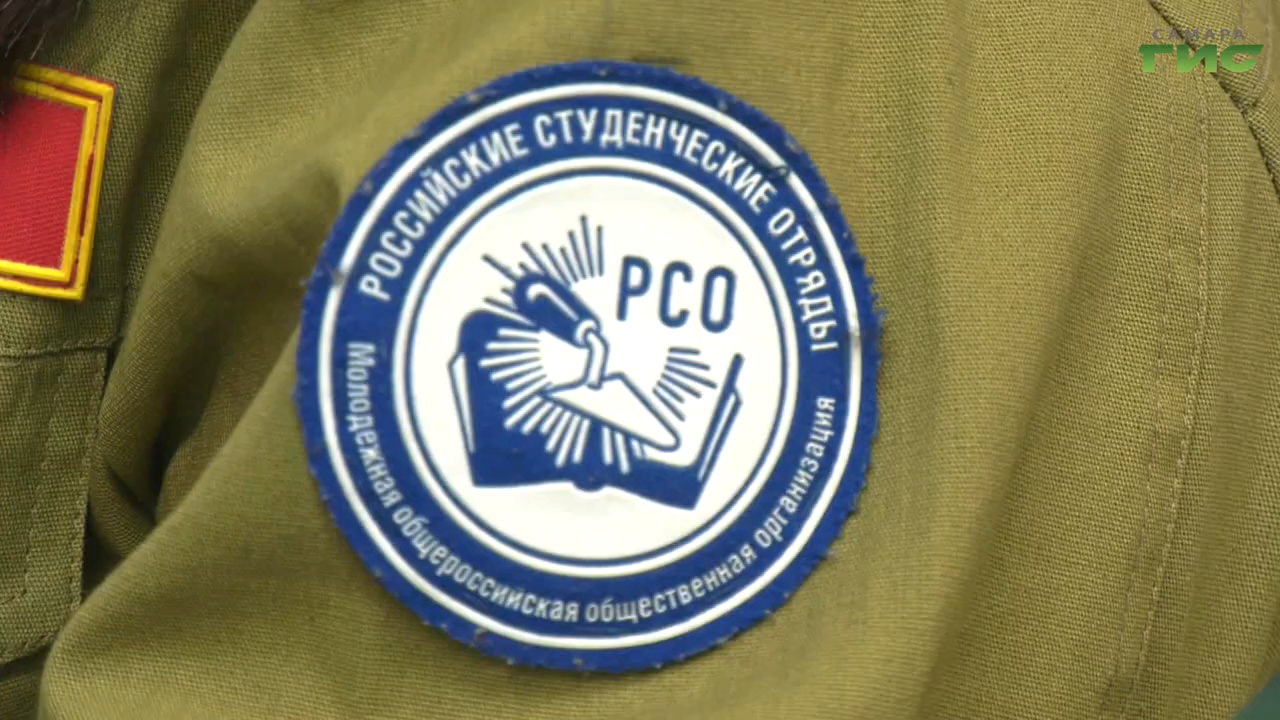 САМАРА
ГИС
РОССИЙСКИЕ СТУДЕНЧЕСКИЕ ОТРЯДЫ
РСО
Молодежная общероссийская общественная организация